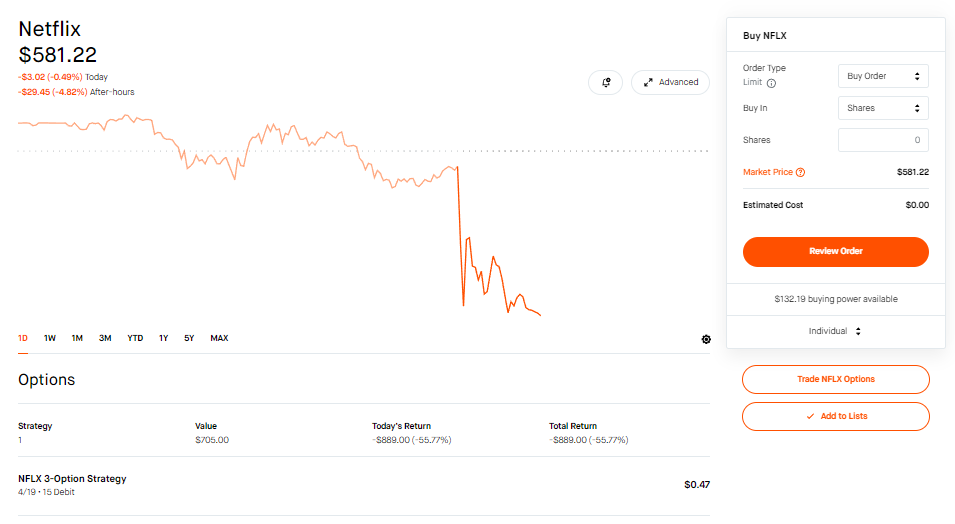 Netflix
$581.22
-$3.02 (-0.49%) Today
-$29.45 (-4.82%) After-hours
Advanced
1D 1W 1M 3M YTD 1Y 5Y MAX
Options
Strategy Value Today's Return Total Return
1 $705.00 -$889.00 (-55.77%) -$889.00 (-55.77%)
NFLX 3-Option Strategy
4/19 • 15 Debit
$0.47
Buy NFLX
Order Type
Limit
Buy Order
Buy In Shares
Shares 0
Market Price $581.22
Estimated Cost $0.00
Review Order
$132.19 buying power available
Individual
Trade NFLX Options
Add to Lists